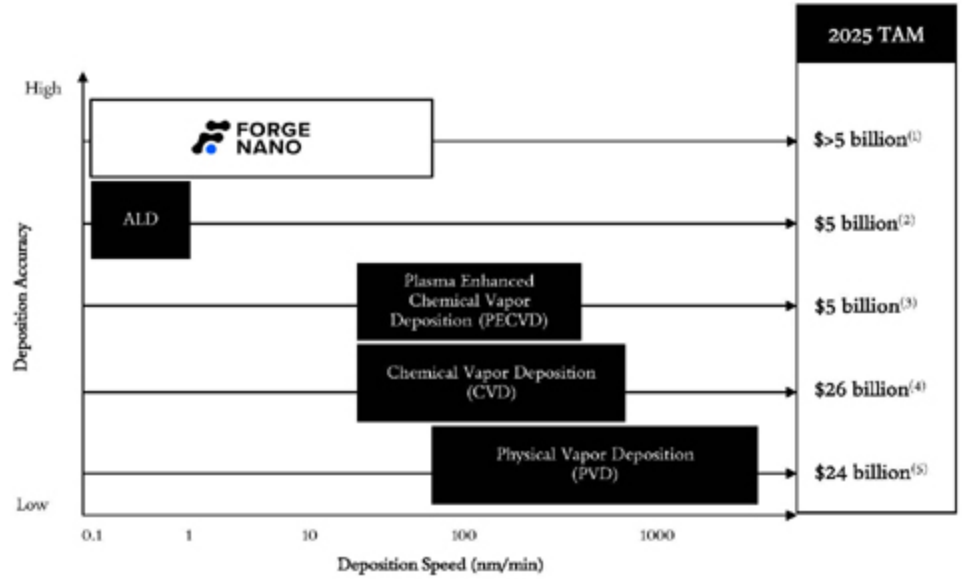 2025 TAM
High
FORGE
NANO
$>5 billion(1)
ALD
$5 billion(2)
Deposition Accuracy
Plasma Enhanced
Chemical Vapor
Deposition (PECVD)
$5 billion(3)
Chemical Vapor Deposition
(CVD)
$26 billion(4)
Physical Vapor Deposition
(PVD)
$24 billion(5)
Low
0.1 1 10 100 1000
Deposition Speed (nm/min)